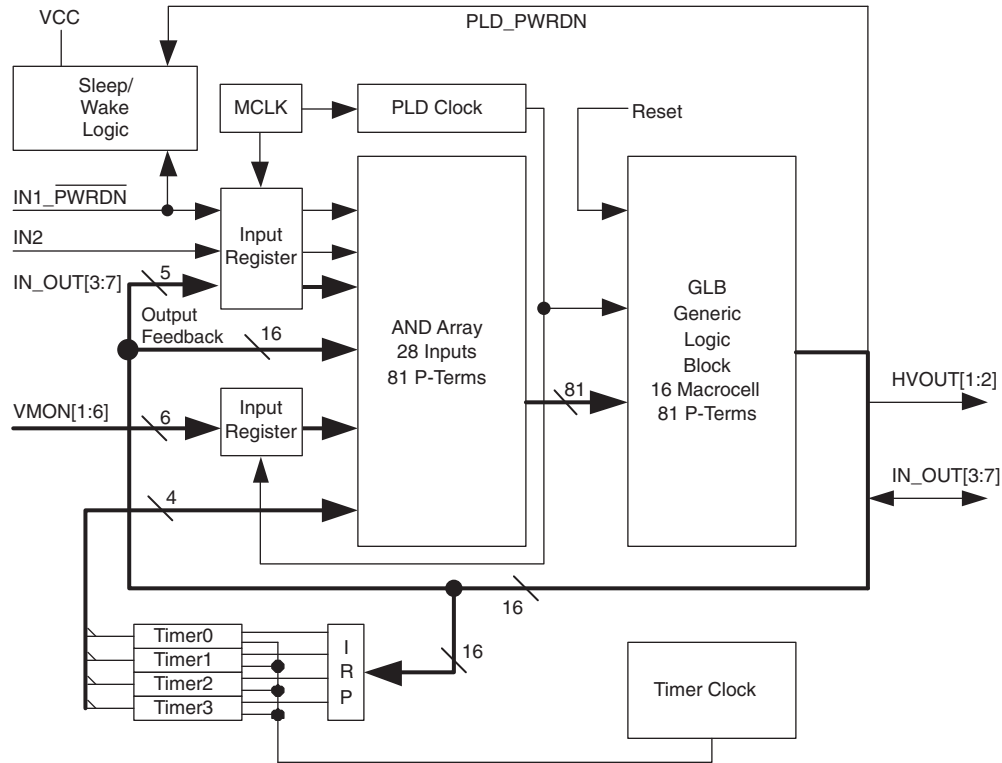 VCC
PLD_PWRDN
Sleep/
Wake
Logic
MCLK
PLD Clock
Reset
IN1_PWRDN
IN2
IN_OUT[3:7]
5
Input
Register
Output
Feedback
16
AND Array
28 Inputs
81 P-Terms
GLB
Generic
Logic
Block
16 Macrocell
81 P-Terms
81
HVOUT[1:2]
VMON[1:6]
6
Input
Register
4
IN_OUT[3:7]
16
16
Timer0
Timer1
Timer2
Timer3
I
R
P
Timer Clock